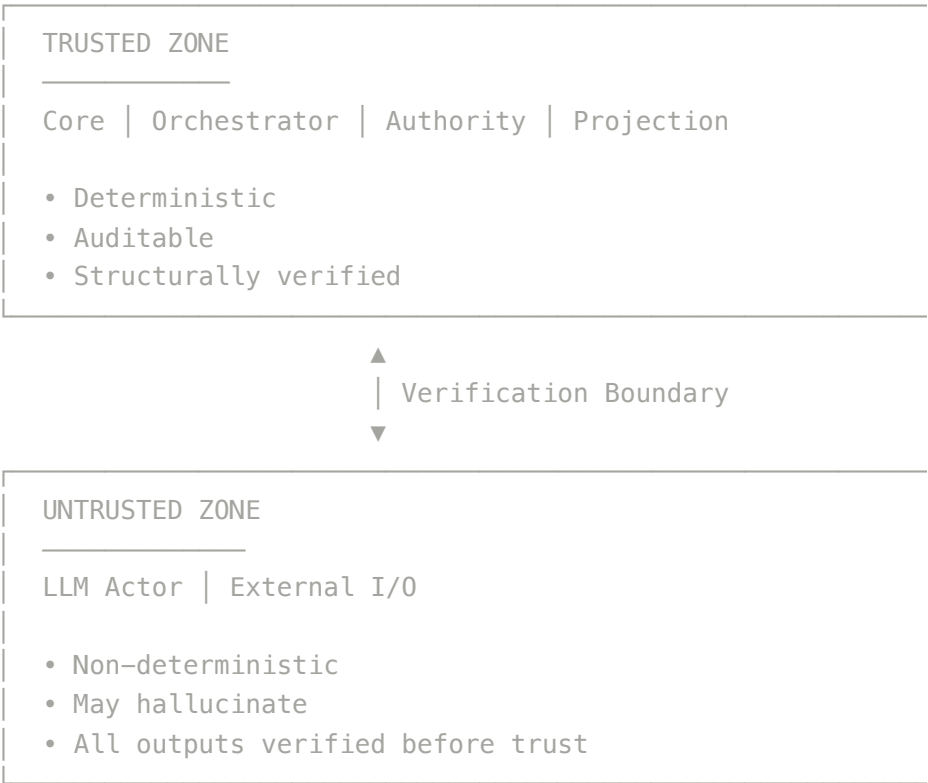 TRUSTED ZONE
Core │ Orchestrator │ Authority │ Projection
• Deterministic
• Auditable
• Structurally verified
Verification Boundary
UNTRUSTED ZONE
LLM Actor │ External I/O
• Non-deterministic
• May hallucinate
• All outputs verified before trust